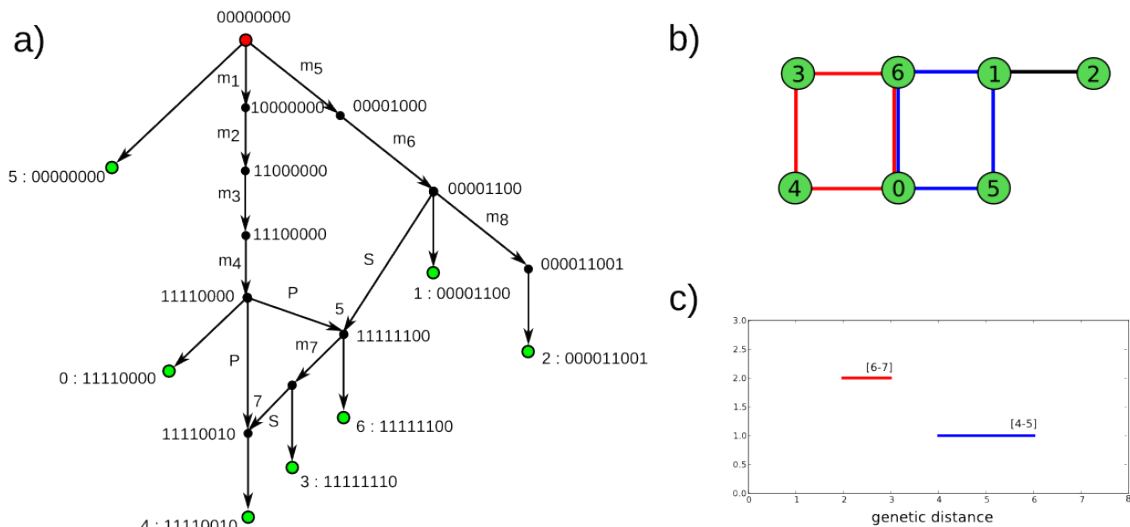 a)
00000000
m1
m5
10000000
00001000
m2
m6
5 : 00000000
11000000
m3
00001100
11100000
m8
m4
S
000011001
11110000
P
1 : 00001100
5
11111100
2 : 000011001
0 : 11110000
P
m7
7
S
11110010
6 : 11111100
3 : 11111110
4 : 11110010
b)
3
6
1
2
4
0
5
c)
3.0
2.5
2.0
1.5
1.0
0.5
0.0
[6-7]
[4-5]
0 1 2 3 4 5 6 7 8
genetic distance